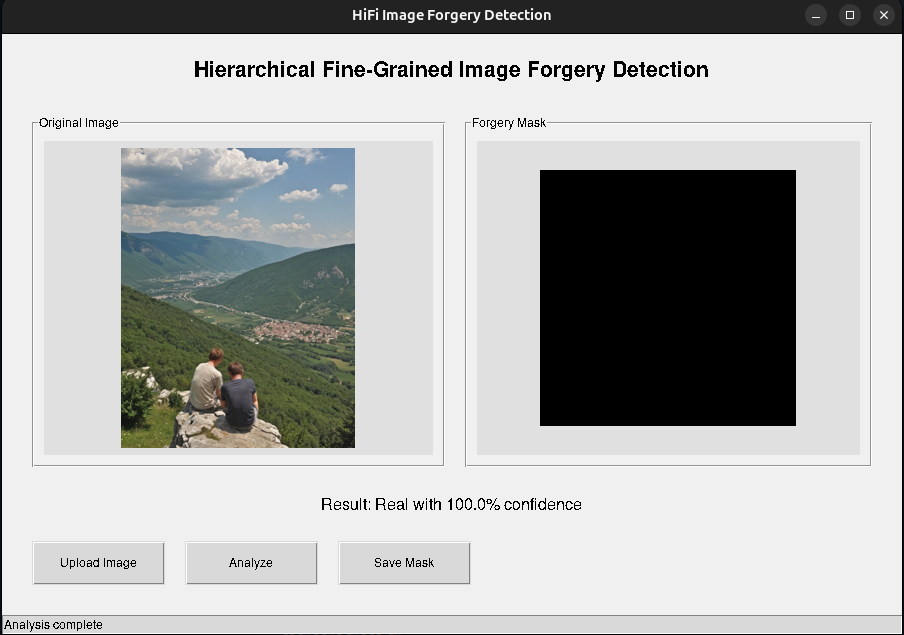 HiFi Image Forgery Detection
Hierarchical Fine-Grained Image Forgery Detection
Original Image
Forgery Mask
Result: Real with 100.0% confidence
Upload Image
Analyze
Save Mask
Analysis complete